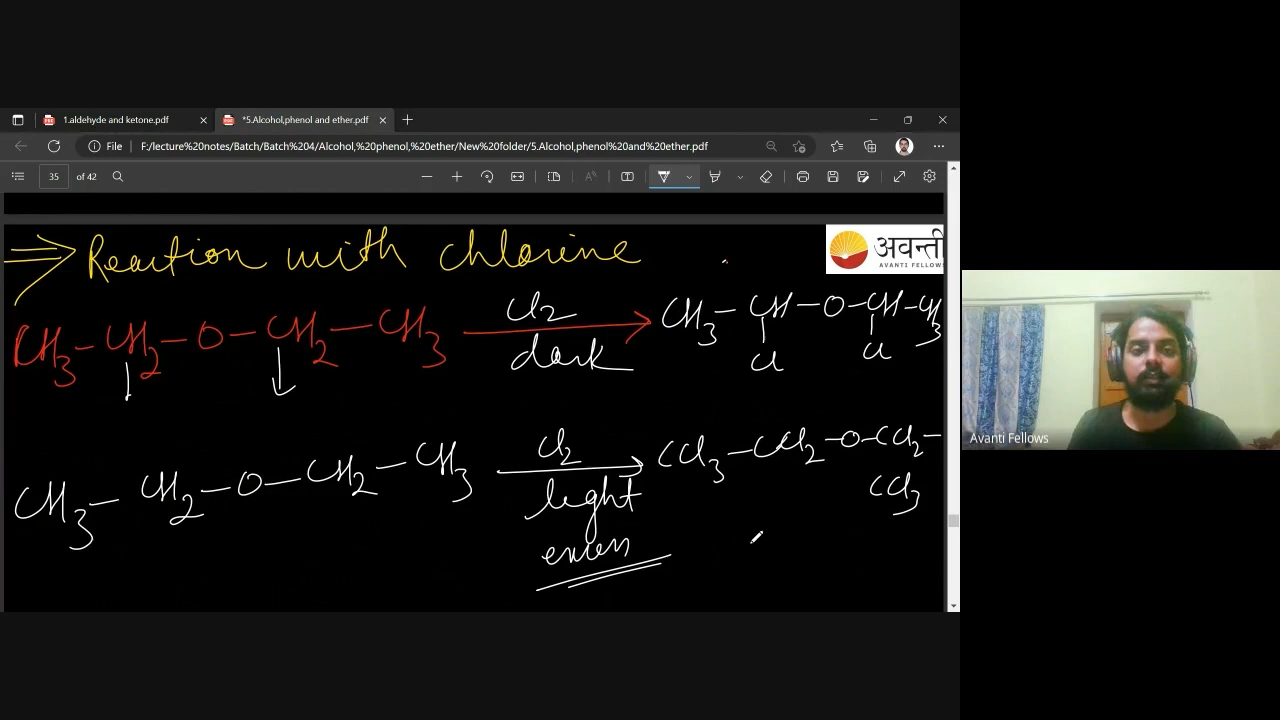 1.aldehyde and ketone.pdf
*5.Alcohol,phenol and ether.pdf
File
F:/lecture%20notes/Batch/Batch%204/Alcohol,%20phenol,%20ether/New%20folder/5.Alcohol,phenol%20and%20ether.pdf
35 of 42
⇒ Reaction with chlorine
अवन्ती
AVANTI FELLOWS
CH3 - CH2 - O - CH2 - CH3 Cl2 → CH3 - CH - O - CH - CH3
dark Cl Cl
CH3 - CH2 - O - CH2 - CH3 Cl2 → CCl3 - CCl2 - O - CCl2 -
light CCl3
excess
Avanti Fellows